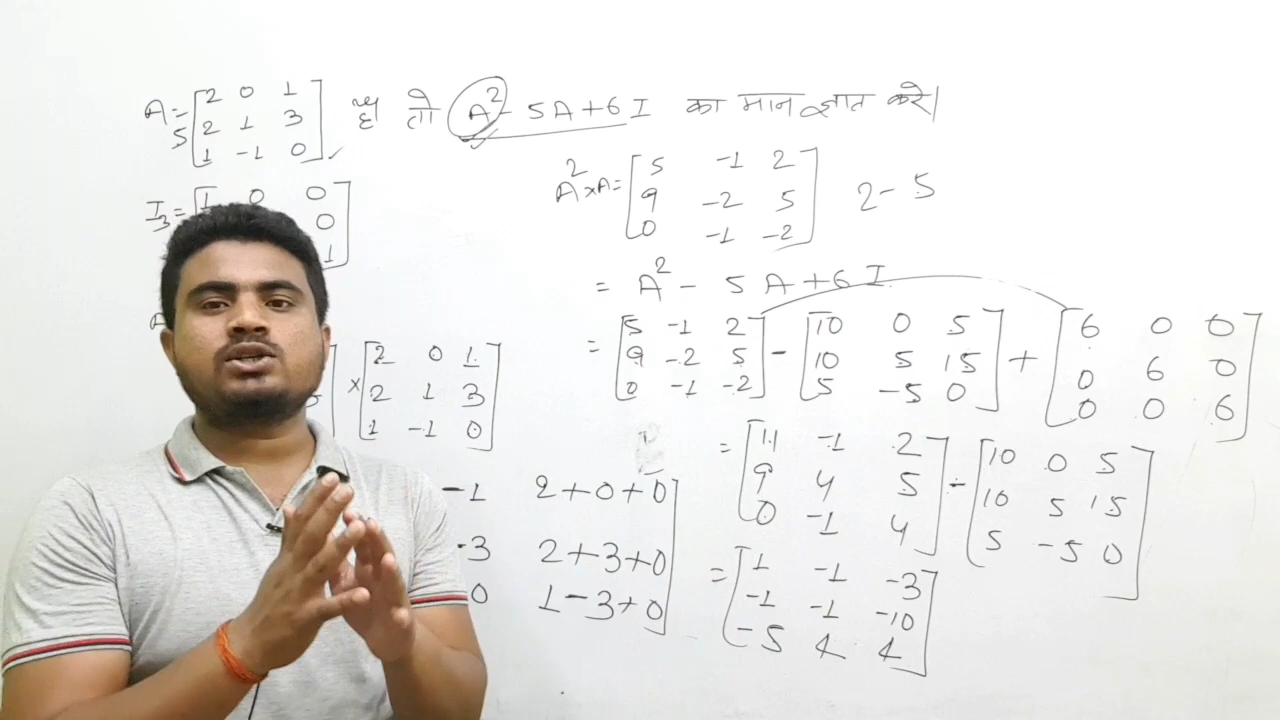 A = [2 0 1 है तो A² - 5A + 6I का मान ज्ञात करे।
5 2 1 3
1 -1 0]
I₃ = [1 0 0
0
1]
A² × A = [5 -1 2
9 -2 5
0 -1 -2] 2 - 5
= A² - 5A + 6I
= [5 -1 2
9 -2 5
0 -1 -2] - [10 0 5
10 5 15
5 -5 0] + [6 0 0
0 6 0
0 0 6]
× [2 0 1
2 1 3
1 -1 0]
-1 2+0+0
-3 2+3+0
0 1-3+0]
= [11 -1 2
9 4 5
0 -1 4] - [10 0 5
10 5 15
5 -5 0]
= [1 -1 -3
-1 -1 -10
-5 4 4]